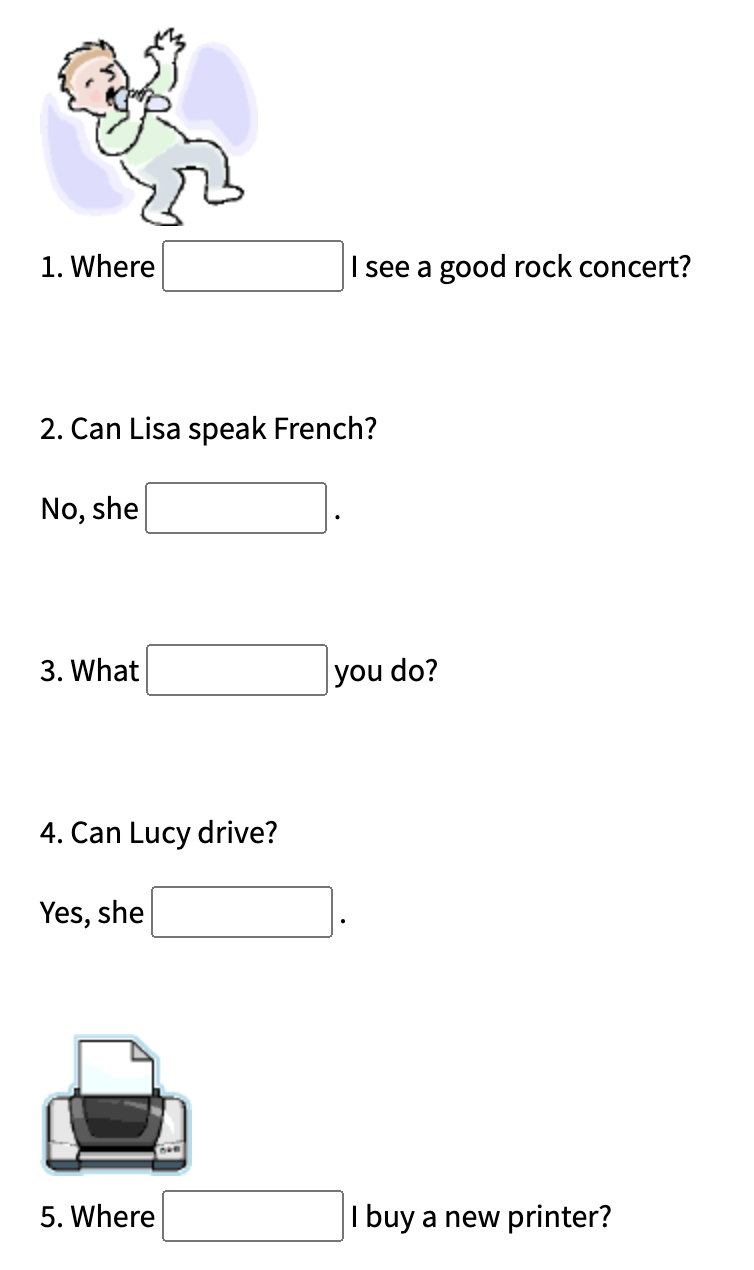 1. Where I see a good rock concert?
2. Can Lisa speak French?
No, she .
3. What you do?
4. Can Lucy drive?
Yes, she .
5. Where I buy a new printer?